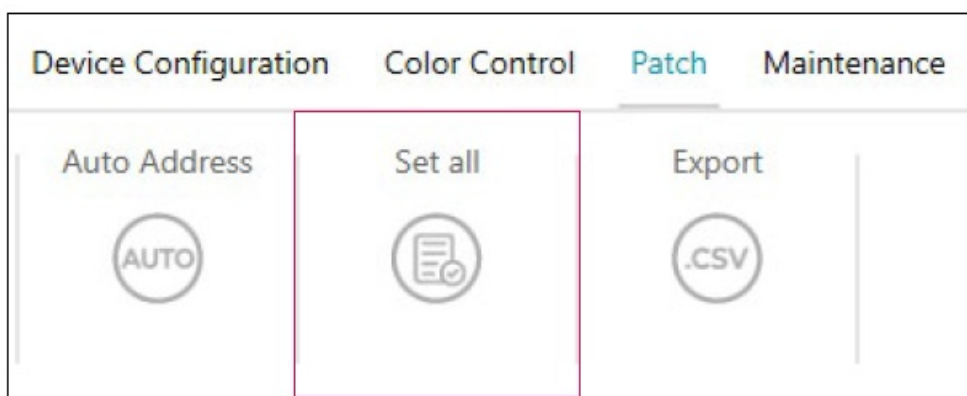 Device Configuration Color Control Patch Maintenance
Auto Address Set all Export
AUTO .CSV